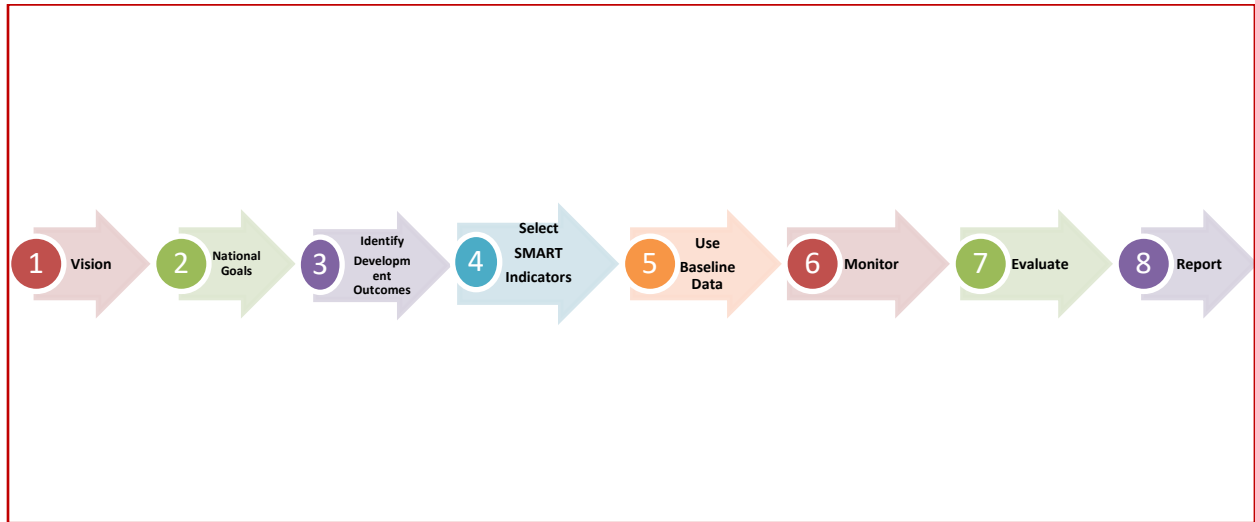 1
Vision
2
National
Goals
3
Identify
Developm
ent
Outcomes
4
Select
SMART
Indicators
5
Use
Baseline
Data
6
Monitor
7
Evaluate
8
Report